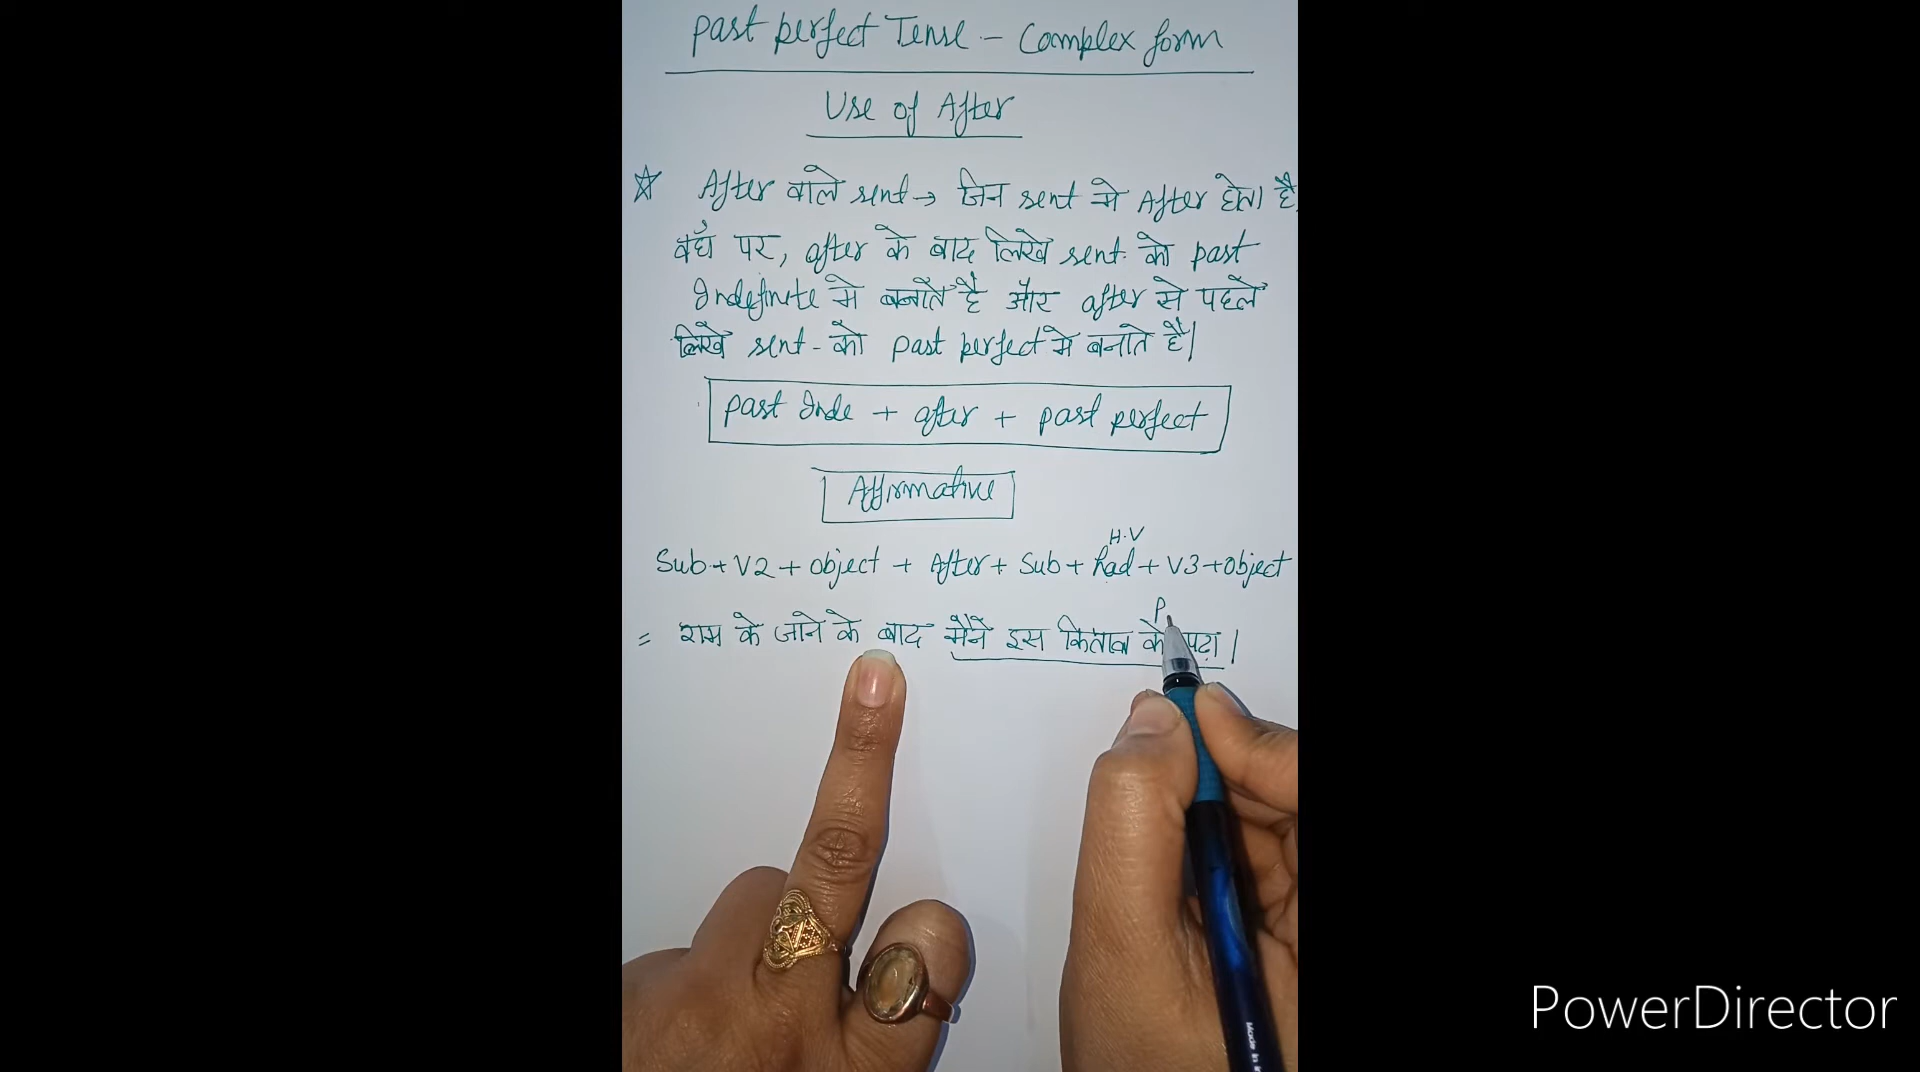 Past perfect Tense - Complex form
Use of After
☆ After वाले sent → जिन sent मे After होता है
वहाँ पर, after के बाद लिखे sent. को past
Indefinite मे बनाते है और after से पहले
लिखे sent - को past perfect मे बनाते है।
past Inde + after + past perfect
Affirmative
H.V
Sub + V2 + object + After + Sub + had + V3 + object
P
= राम के जाने के बाद मैने इस किताब को पढ़ा।
Made in
PowerDirector